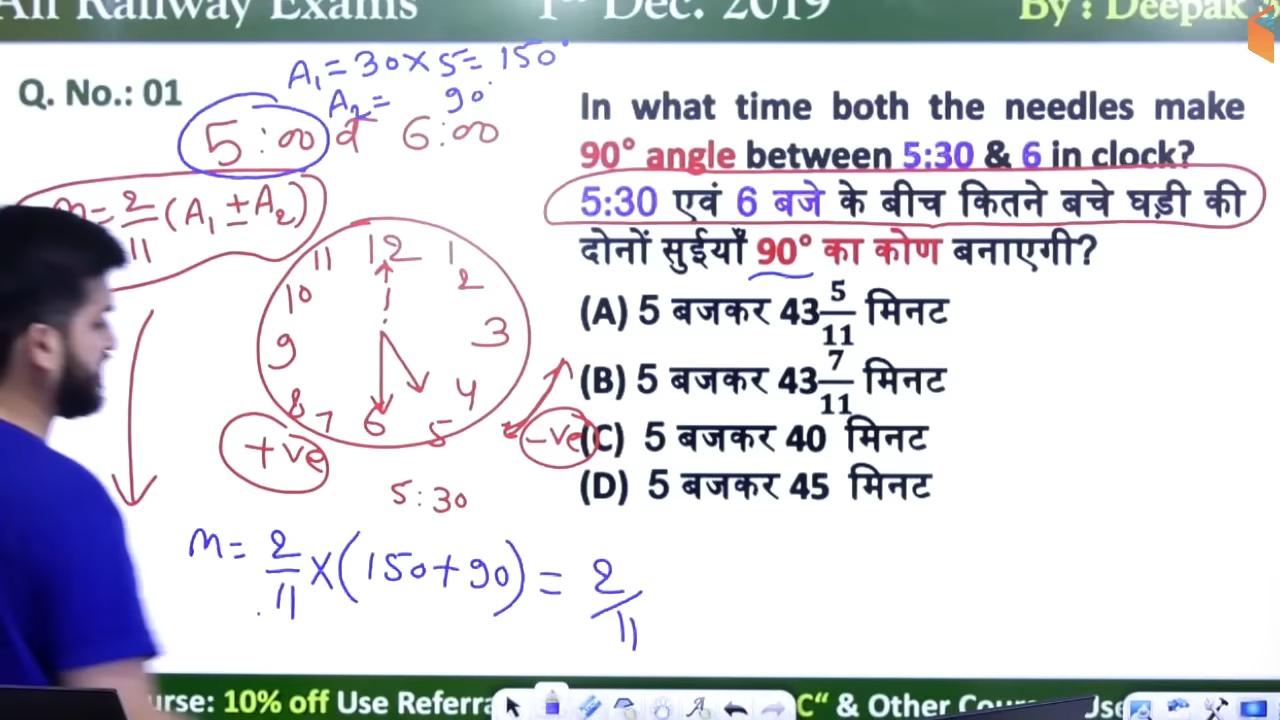 All Railway Exams 1st Dec. 2019 By : Deepak
Q. No.: 01
A₁ = 30 × 5 = 150°
A₂ = 90°
5:00 व 6:00
= 2/11 (A₁ ± A₂)
12
11 1
10 2
9 3
8 4
7 6 5
+ve
-ve
5:30
In what time both the needles make
90° angle between 5:30 & 6 in clock?
5:30 एवं 6 बजे के बीच कितने बचे घड़ी की
दोनों सुईयाँ 90° का कोण बनाएगी?
(A) 5 बजकर 43 5/11 मिनट
(B) 5 बजकर 43 7/11 मिनट
(C) 5 बजकर 40 मिनट
(D) 5 बजकर 45 मिनट
m = 2/11 × (150 + 90) = 2/11
urse: 10% off Use Referra C“ & Other Cour Jse